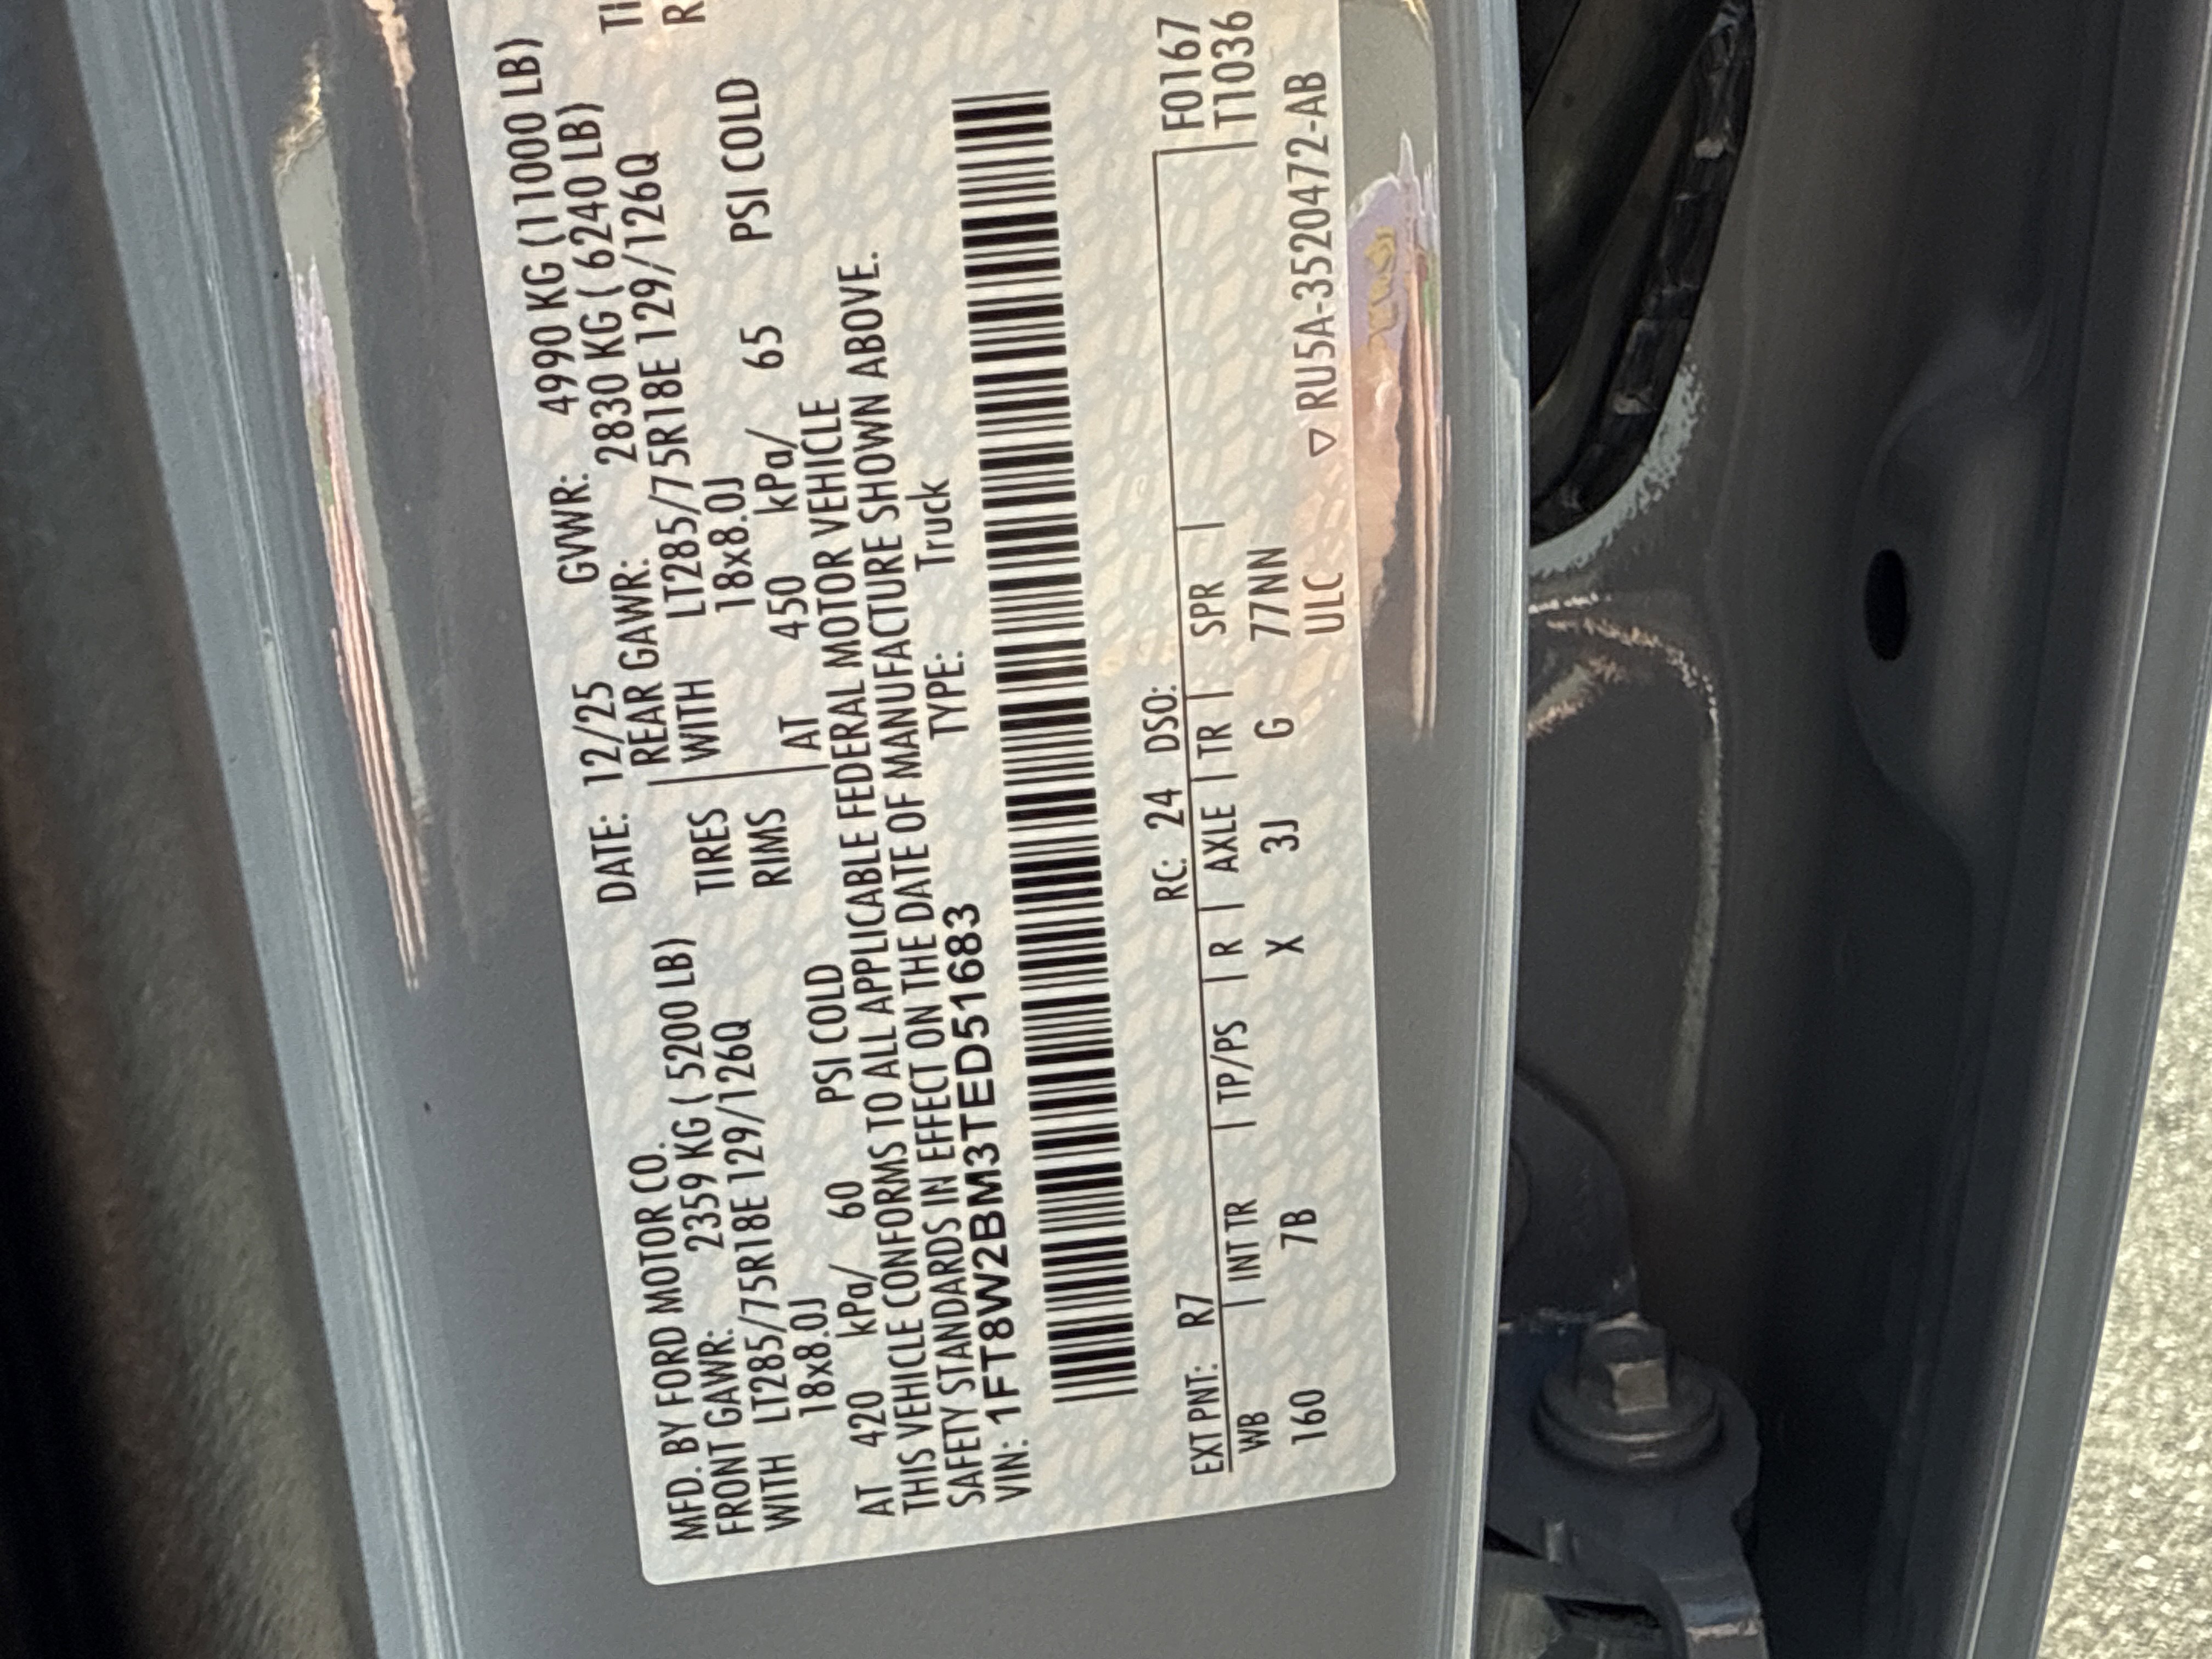 MFD. BY FORD MOTOR CO. DATE: 12/25 GVWR: 4990 KG (11000 LB)
FRONT GAWR: 2359 KG ( 5200 LB) REAR GAWR: 2830 KG ( 6240 LB)
WITH LT285/75R18E 129/126Q TIRES WITH LT285/75R18E 129/126Q
18x8.0J RIMS 18x8.0J
AT 420 kPa/ 60 PSI COLD AT 450 kPa/ 65 PSI COLD
THIS VEHICLE CONFORMS TO ALL APPLICABLE FEDERAL MOTOR VEHICLE
SAFETY STANDARDS IN EFFECT ON THE DATE OF MANUFACTURE SHOWN ABOVE.
VIN: 1FT8W2BM3TED51683 TYPE: Truck
EXT PNT: R7 RC: 24 DSO: F0167
WB | INT TR | TP/PS | R | AXLE | TR | SPR T1036
160 7B X 3J G 77NN
ULC ▽ RU5A-3520472-AB